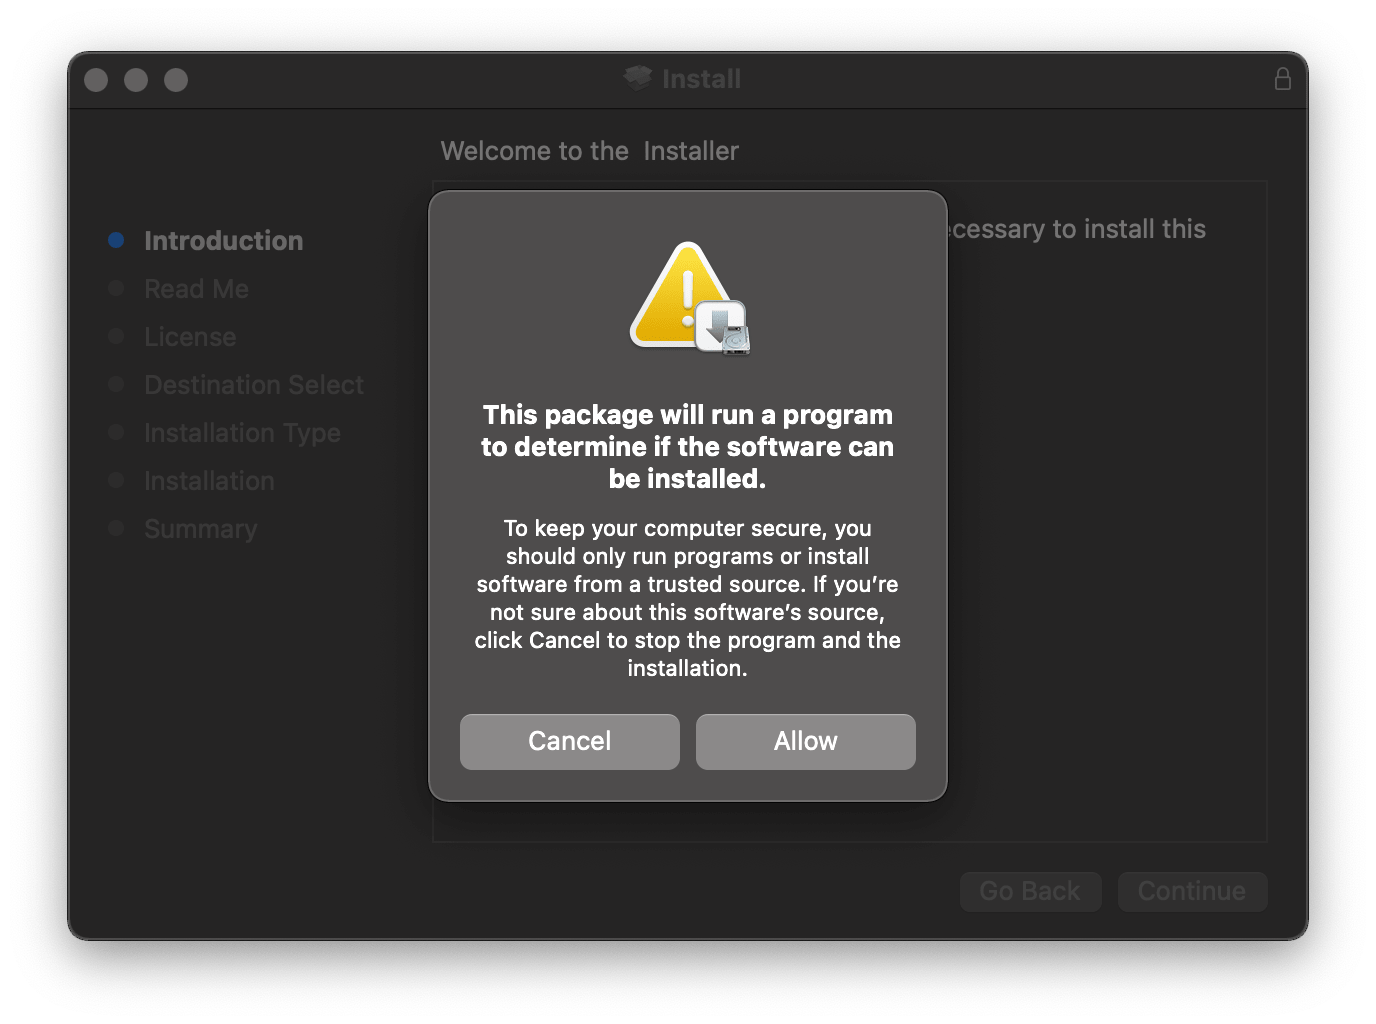 Install
Welcome to the Installer
ecessary to install this
Introduction
Read Me
License
Destination Select
Installation Type
Installation
Summary
This package will run a program
to determine if the software can
be installed.
To keep your computer secure, you
should only run programs or install
software from a trusted source. If you’re
not sure about this software’s source,
click Cancel to stop the program and the
installation.
Cancel
Allow
Go Back
Continue